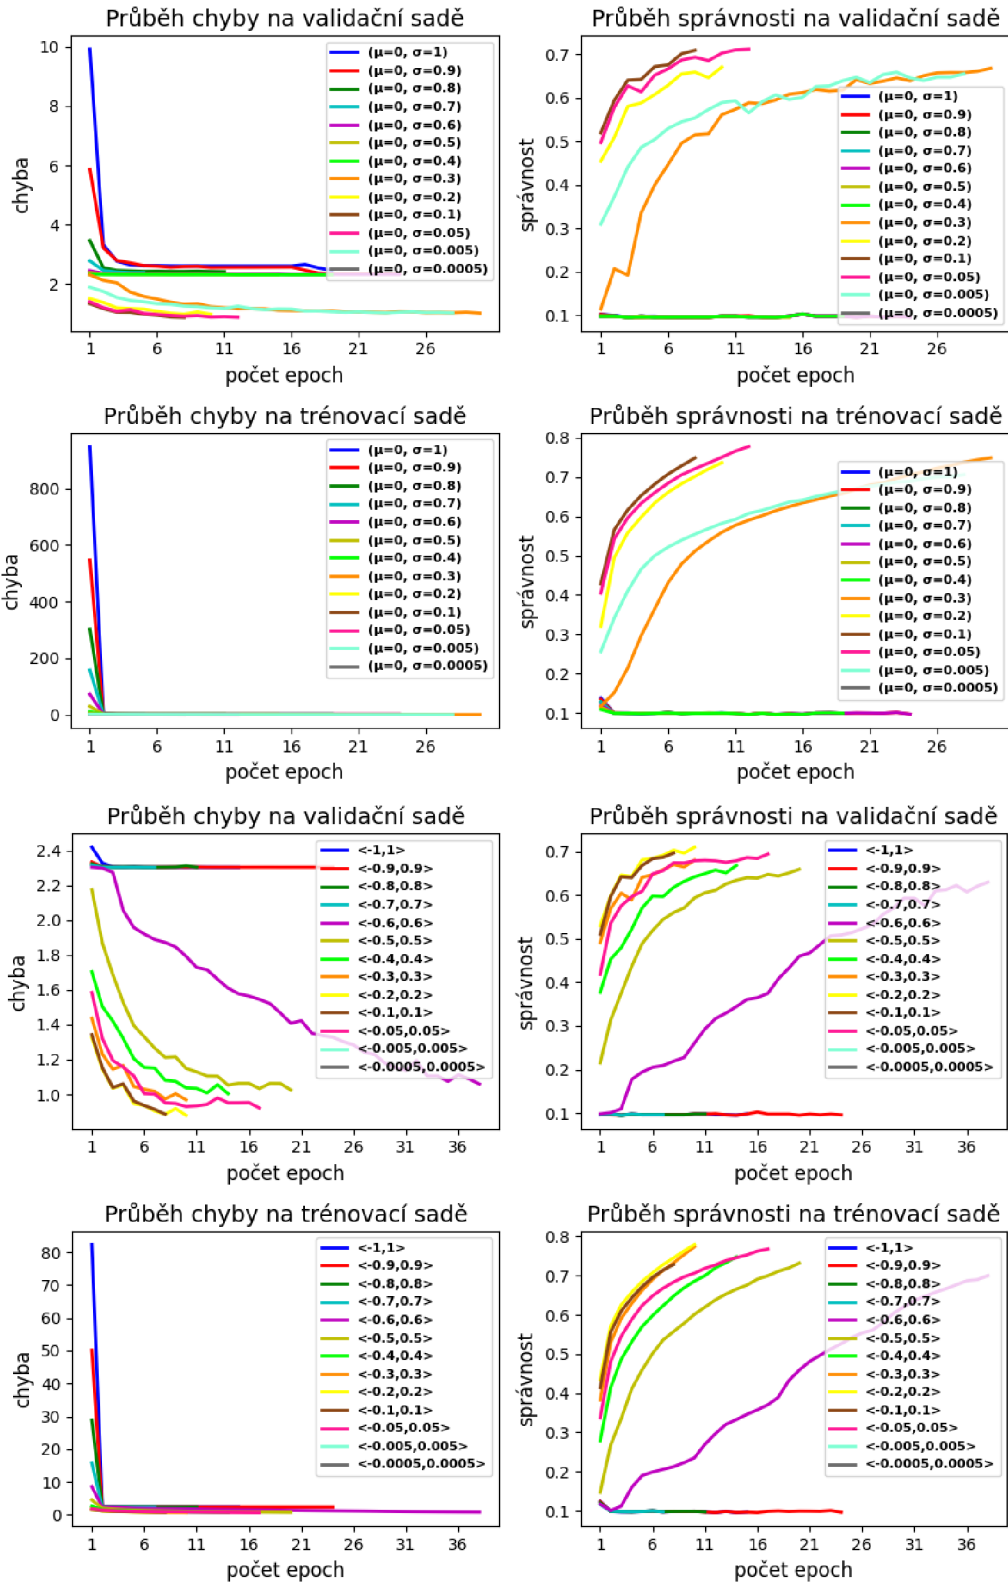 Průběh chyby na validační sadě
10
8
6
4
2
chyba
(μ=0, σ=1)
(μ=0, σ=0.9)
(μ=0, σ=0.8)
(μ=0, σ=0.7)
(μ=0, σ=0.6)
(μ=0, σ=0.5)
(μ=0, σ=0.4)
(μ=0, σ=0.3)
(μ=0, σ=0.2)
(μ=0, σ=0.1)
(μ=0, σ=0.05)
(μ=0, σ=0.005)
(μ=0, σ=0.0005)
1 6 11 16 21 26
počet epoch
Průběh správnosti na validační sadě
0.7
0.6
0.5
0.4
0.3
0.2
0.1
správnost
(μ=0, σ=1)
(μ=0, σ=0.9)
(μ=0, σ=0.8)
(μ=0, σ=0.7)
(μ=0, σ=0.6)
(μ=0, σ=0.5)
(μ=0, σ=0.4)
(μ=0, σ=0.3)
(μ=0, σ=0.2)
(μ=0, σ=0.1)
(μ=0, σ=0.05)
(μ=0, σ=0.005)
(μ=0, σ=0.0005)
1 6 11 16 21 26
počet epoch
Průběh chyby na trénovací sadě
800
600
400
200
0
chyba
(μ=0, σ=1)
(μ=0, σ=0.9)
(μ=0, σ=0.8)
(μ=0, σ=0.7)
(μ=0, σ=0.6)
(μ=0, σ=0.5)
(μ=0, σ=0.4)
(μ=0, σ=0.3)
(μ=0, σ=0.2)
(μ=0, σ=0.1)
(μ=0, σ=0.05)
(μ=0, σ=0.005)
(μ=0, σ=0.0005)
1 6 11 16 21 26
počet epoch
Průběh správnosti na trénovací sadě
0.8
0.7
0.6
0.5
0.4
0.3
0.2
0.1
správnost
(μ=0, σ=1)
(μ=0, σ=0.9)
(μ=0, σ=0.8)
(μ=0, σ=0.7)
(μ=0, σ=0.6)
(μ=0, σ=0.5)
(μ=0, σ=0.4)
(μ=0, σ=0.3)
(μ=0, σ=0.2)
(μ=0, σ=0.1)
(μ=0, σ=0.05)
(μ=0, σ=0.005)
(μ=0, σ=0.0005)
1 6 11 16 21 26
počet epoch
Průběh chyby na validační sadě
2.4
2.2
2.0
1.8
1.6
1.4
1.2
1.0
chyba
<-1,1>
<-0.9,0.9>
<-0.8,0.8>
<-0.7,0.7>
<-0.6,0.6>
<-0.5,0.5>
<-0.4,0.4>
<-0.3,0.3>
<-0.2,0.2>
<-0.1,0.1>
<-0.05,0.05>
<-0.005,0.005>
<-0.0005,0.0005>
1 6 11 16 21 26 31 36
počet epoch
Průběh správnosti na validační sadě
0.7
0.6
0.5
0.4
0.3
0.2
0.1
správnost
<-1,1>
<-0.9,0.9>
<-0.8,0.8>
<-0.7,0.7>
<-0.6,0.6>
<-0.5,0.5>
<-0.4,0.4>
<-0.3,0.3>
<-0.2,0.2>
<-0.1,0.1>
<-0.05,0.05>
<-0.005,0.005>
<-0.0005,0.0005>
1 6 11 16 21 26 31 36
počet epoch
Průběh chyby na trénovací sadě
80
70
60
50
40
30
20
10
0
chyba
<-1,1>
<-0.9,0.9>
<-0.8,0.8>
<-0.7,0.7>
<-0.6,0.6>
<-0.5,0.5>
<-0.4,0.4>
<-0.3,0.3>
<-0.2,0.2>
<-0.1,0.1>
<-0.05,0.05>
<-0.005,0.005>
<-0.0005,0.0005>
1 6 11 16 21 26 31 36
počet epoch
Průběh správnosti na trénovací sadě
0.8
0.7
0.6
0.5
0.4
0.3
0.2
0.1
správnost
<-1,1>
<-0.9,0.9>
<-0.8,0.8>
<-0.7,0.7>
<-0.6,0.6>
<-0.5,0.5>
<-0.4,0.4>
<-0.3,0.3>
<-0.2,0.2>
<-0.1,0.1>
<-0.05,0.05>
<-0.005,0.005>
<-0.0005,0.0005>
1 6 11 16 21 26 31 36
počet epoch